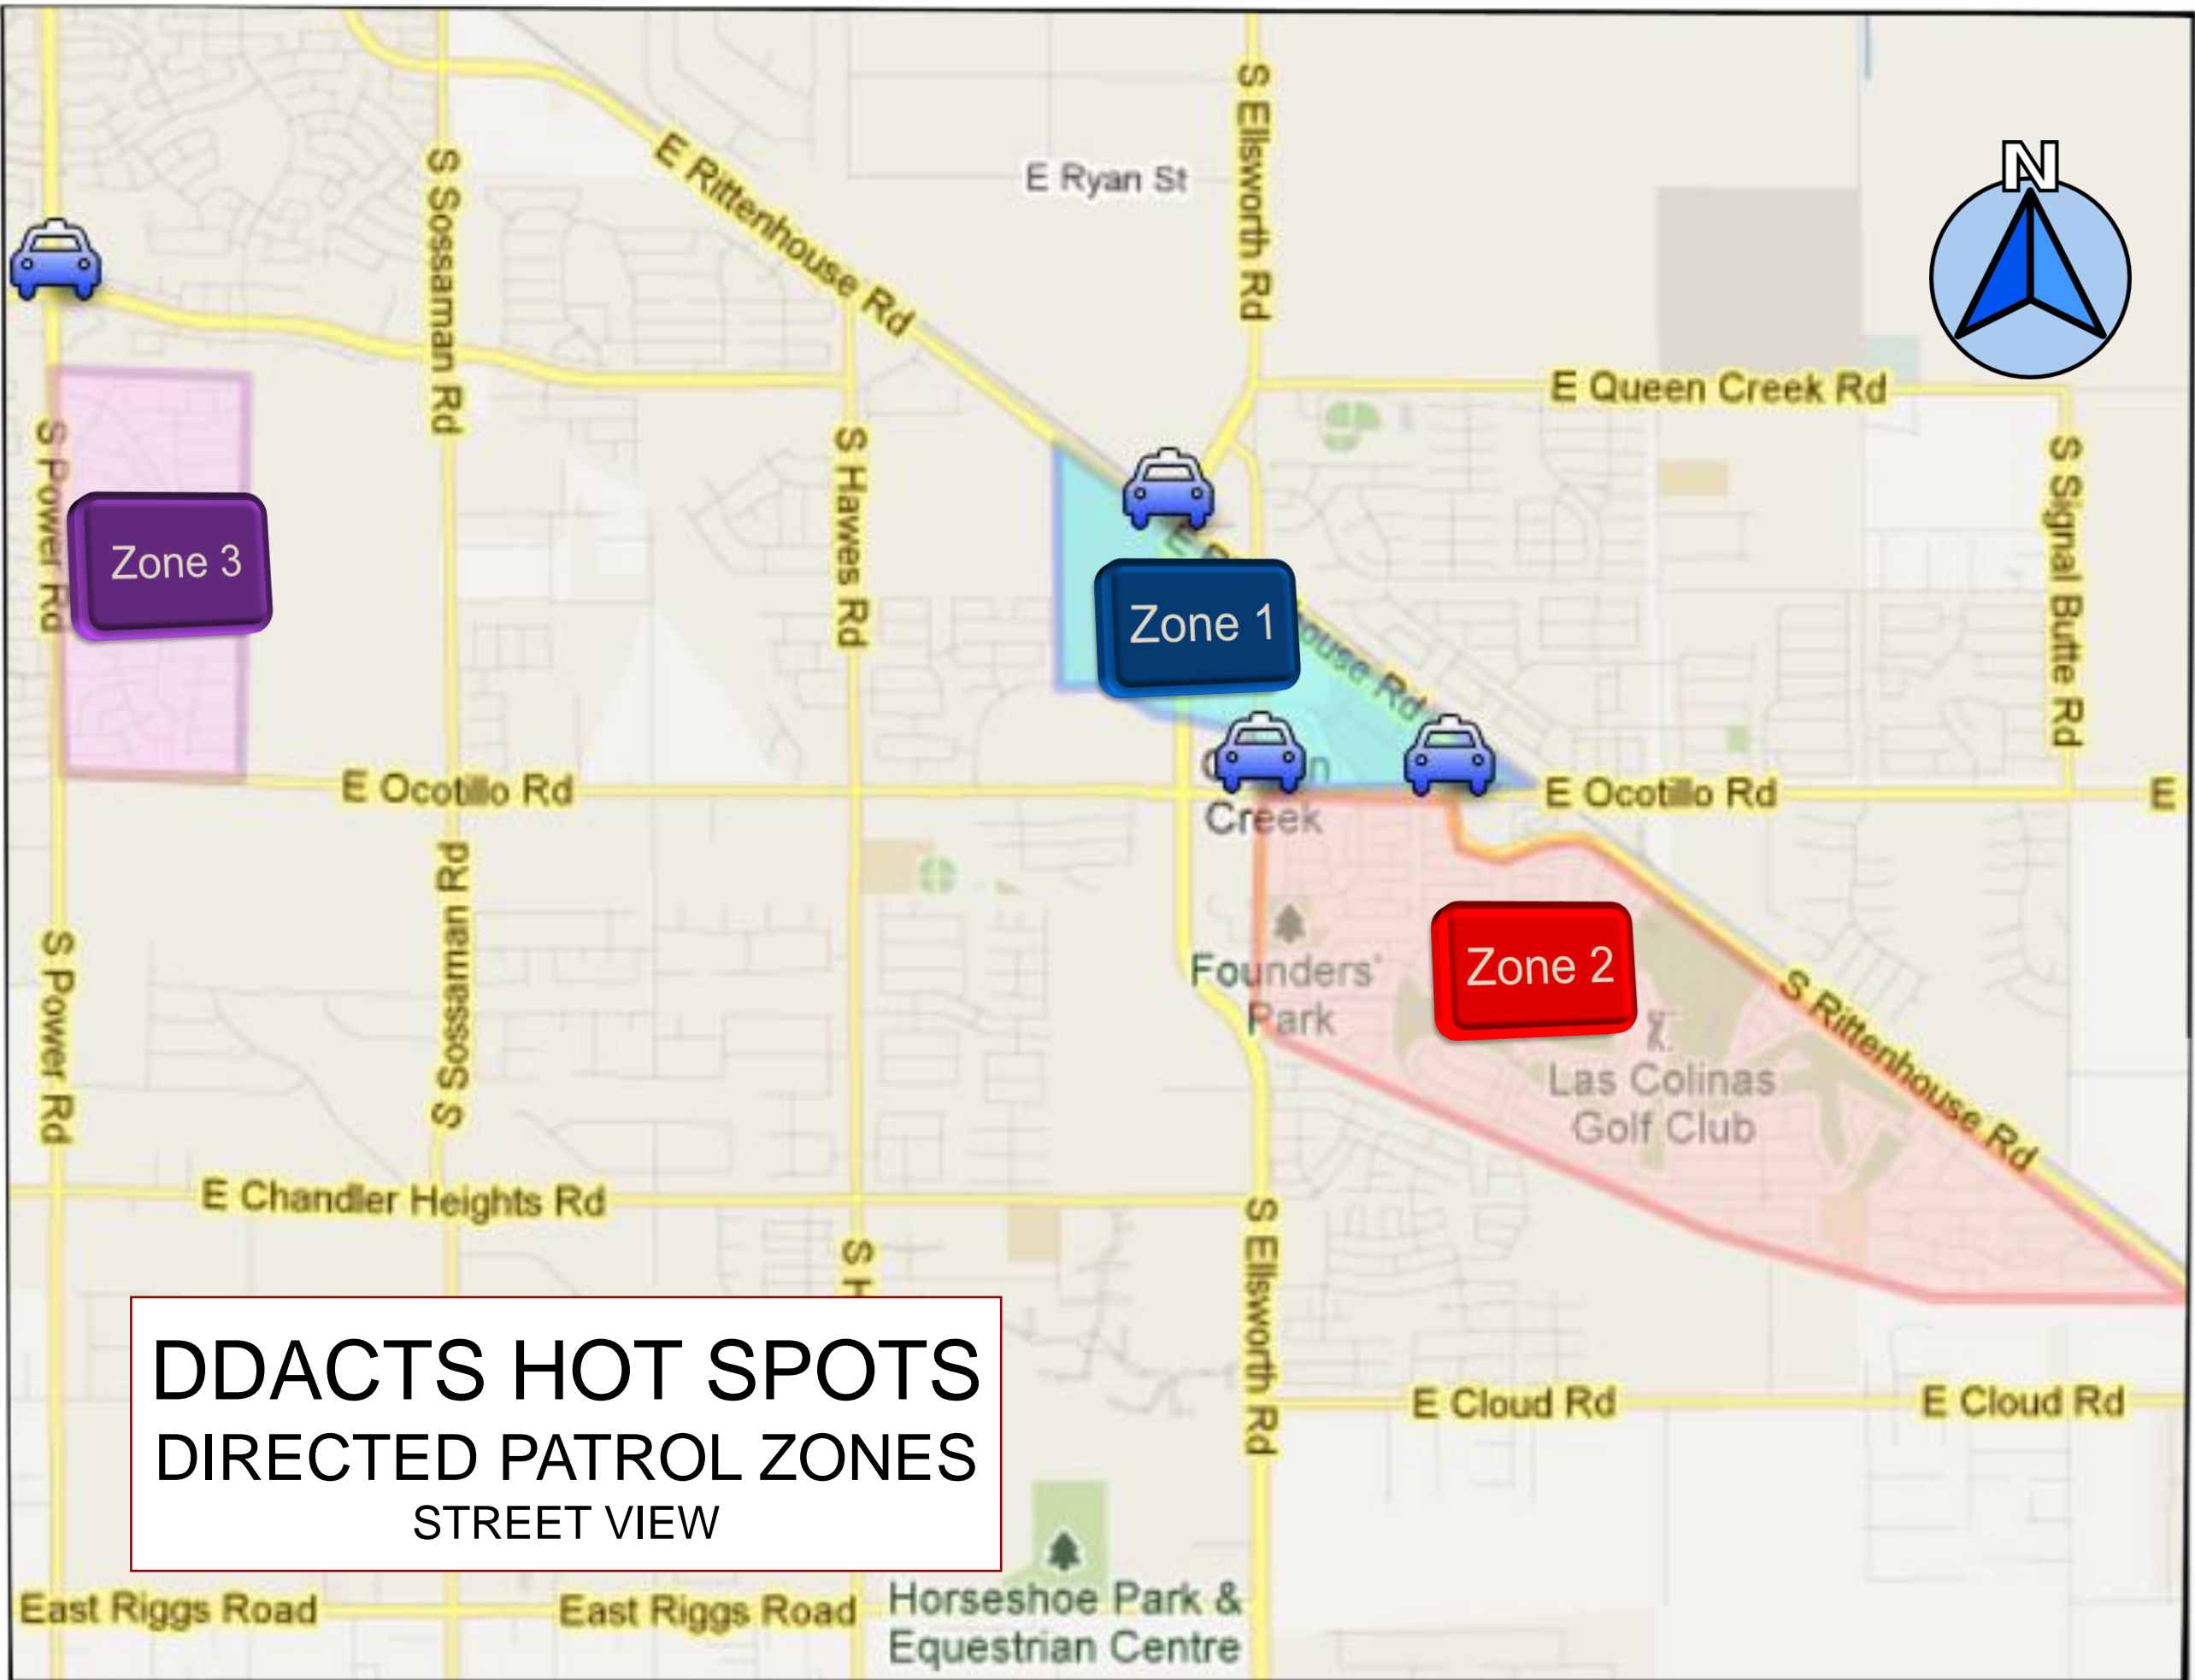 S Ellsworth Rd
N
E Ryan St
E Rittenhouse Rd
S Sossaman Rd
E Queen Creek Rd
S Power Rd
S Hawes Rd
S Signal Butte Rd
Zone 3
Zone 1
house Rd
E Ocotillo Rd
E Ocotillo Rd
E
Creek
Zone 2
Founders'
Park
S Power Rd
S Sossaman Rd
S Rittenhouse Rd
Las Colinas
Golf Club
E Chandler Heights Rd
S H
S Ellsworth Rd
DDACTS HOT SPOTS
DIRECTED PATROL ZONES
STREET VIEW
E Cloud Rd
E Cloud Rd
East Riggs Road
East Riggs Road
Horseshoe Park &
Equestrian Centre